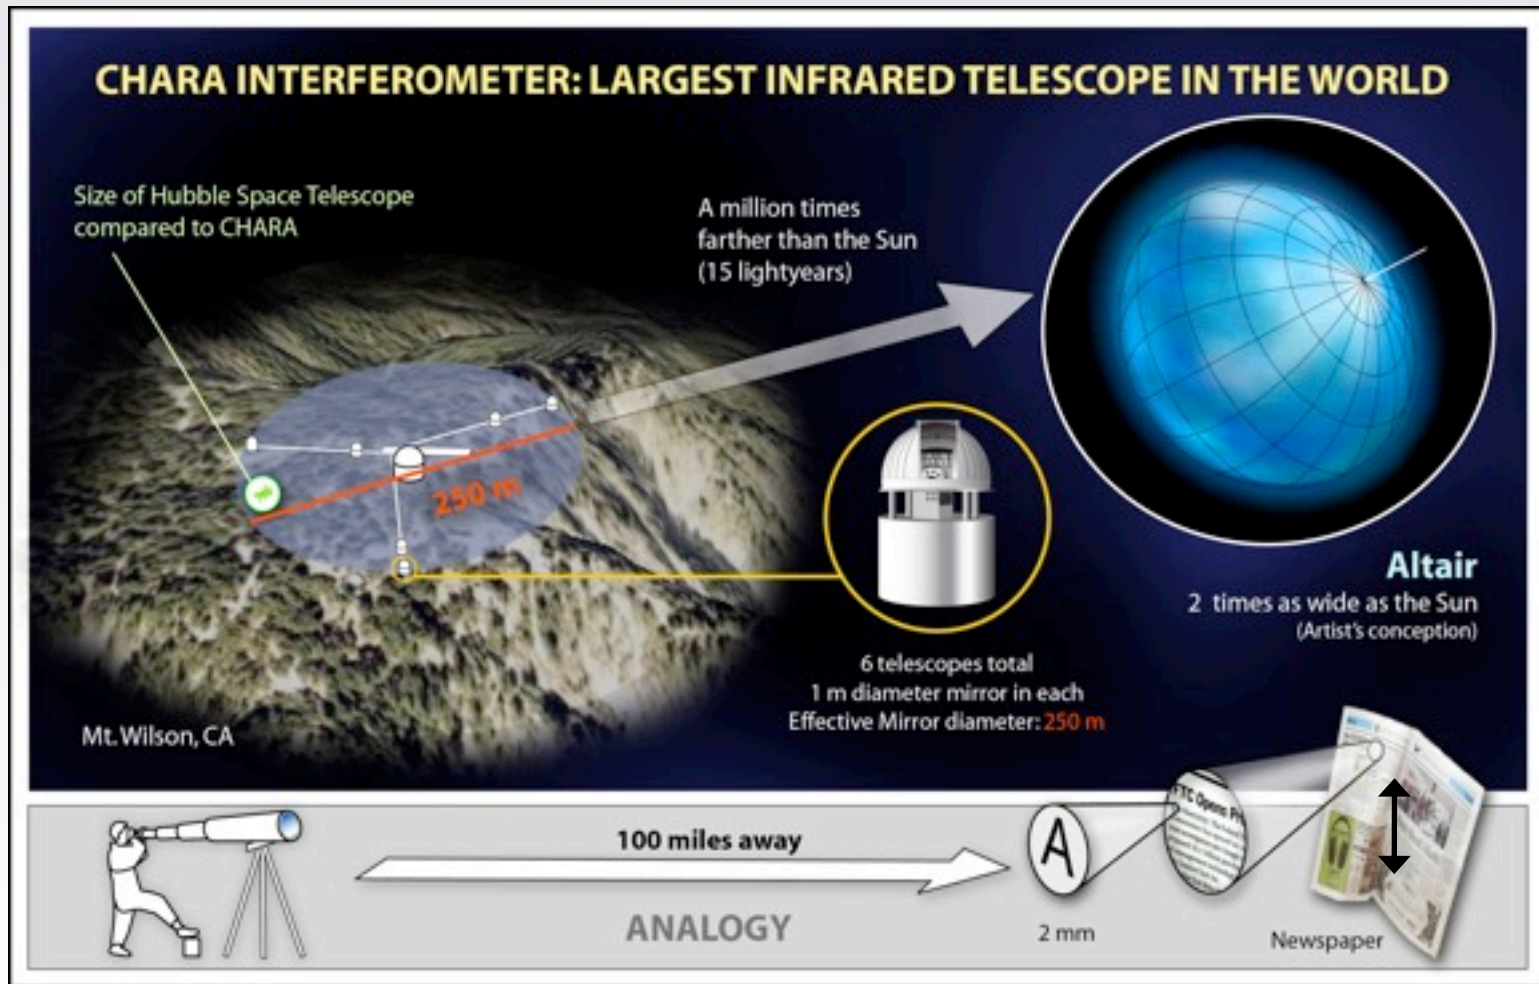 CHARA INTERFEROMETER: LARGEST INFRARED TELESCOPE IN THE WORLD
Size of Hubble Space Telescope
compared to CHARA
A million times
farther than the Sun
(15 lightyears)
250 m
Altair
2 times as wide as the Sun
(Artist's conception)
6 telescopes total
1 m diameter mirror in each
Effective Mirror diameter: 250 m
Mt. Wilson, CA
100 miles away
ANALOGY
A
2 mm
FTC Opens
Newspaper